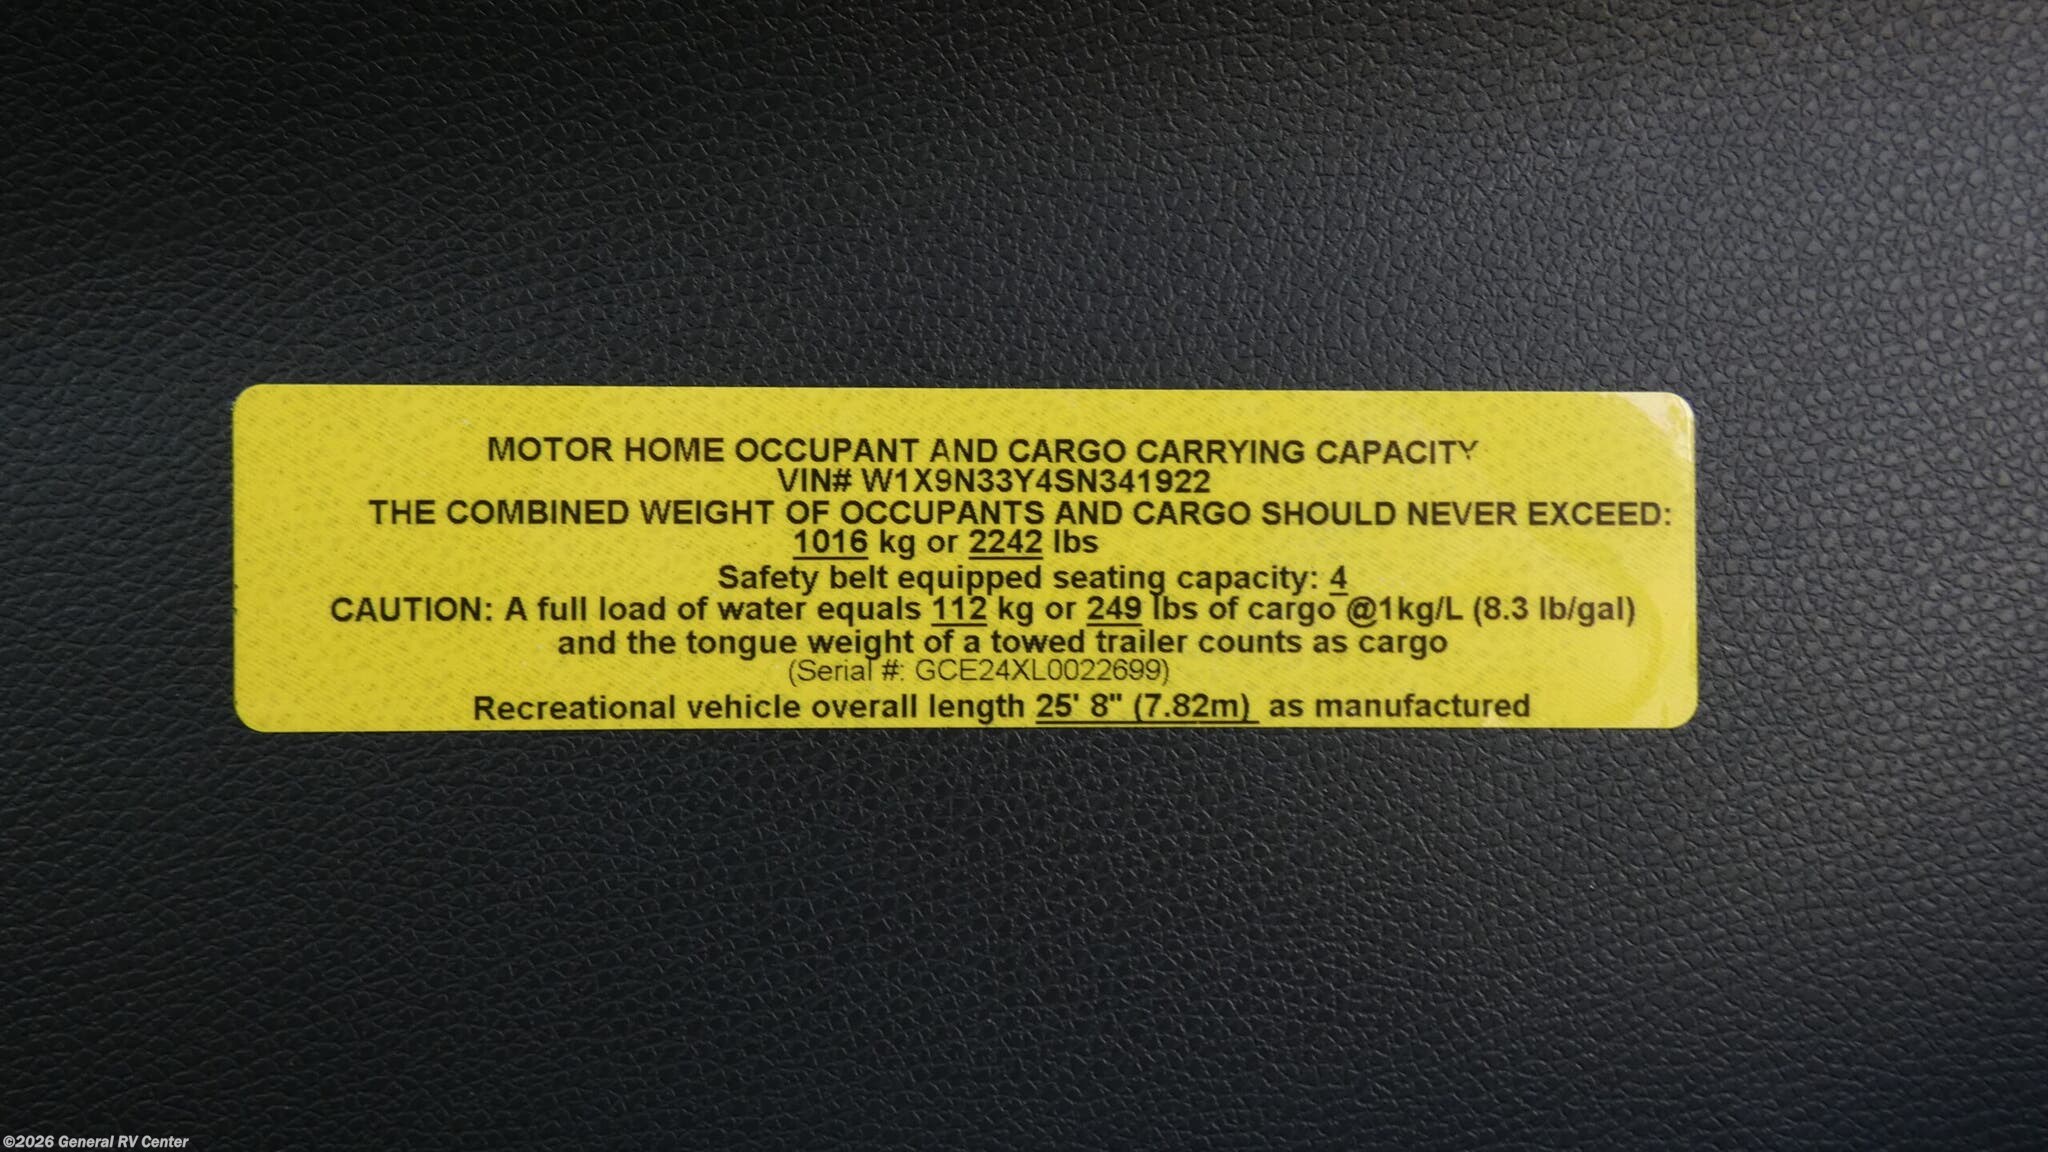 MOTOR HOME OCCUPANT AND CARGO CARRYING CAPACITY
VIN# W1X9N33Y4SN341922
THE COMBINED WEIGHT OF OCCUPANTS AND CARGO SHOULD NEVER EXCEED:
1016 kg or 2242 lbs
Safety belt equipped seating capacity: 4
CAUTION: A full load of water equals 112 kg or 249 lbs of cargo @1kg/L (8.3 lb/gal)
and the tongue weight of a towed trailer counts as cargo
(Serial #: GCE24XL0022699)
Recreational vehicle overall length 25' 8" (7.82m) as manufactured
©2026 General RV Center